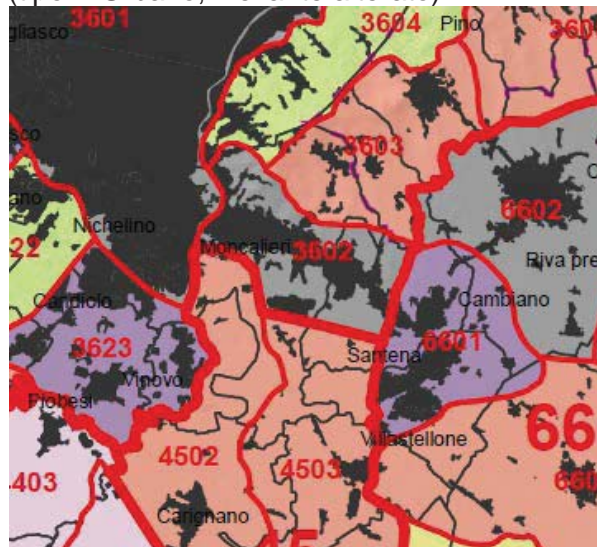 3601
gliasco
3604
Pino
3603
6602
Nichelino
22
Moncalieri
3602
Riva pre
Candiolo
Cambiano
3623
6601
Santena
Vinovo
Piobesi
Villastellone
66
4502
4503
403
Carignano